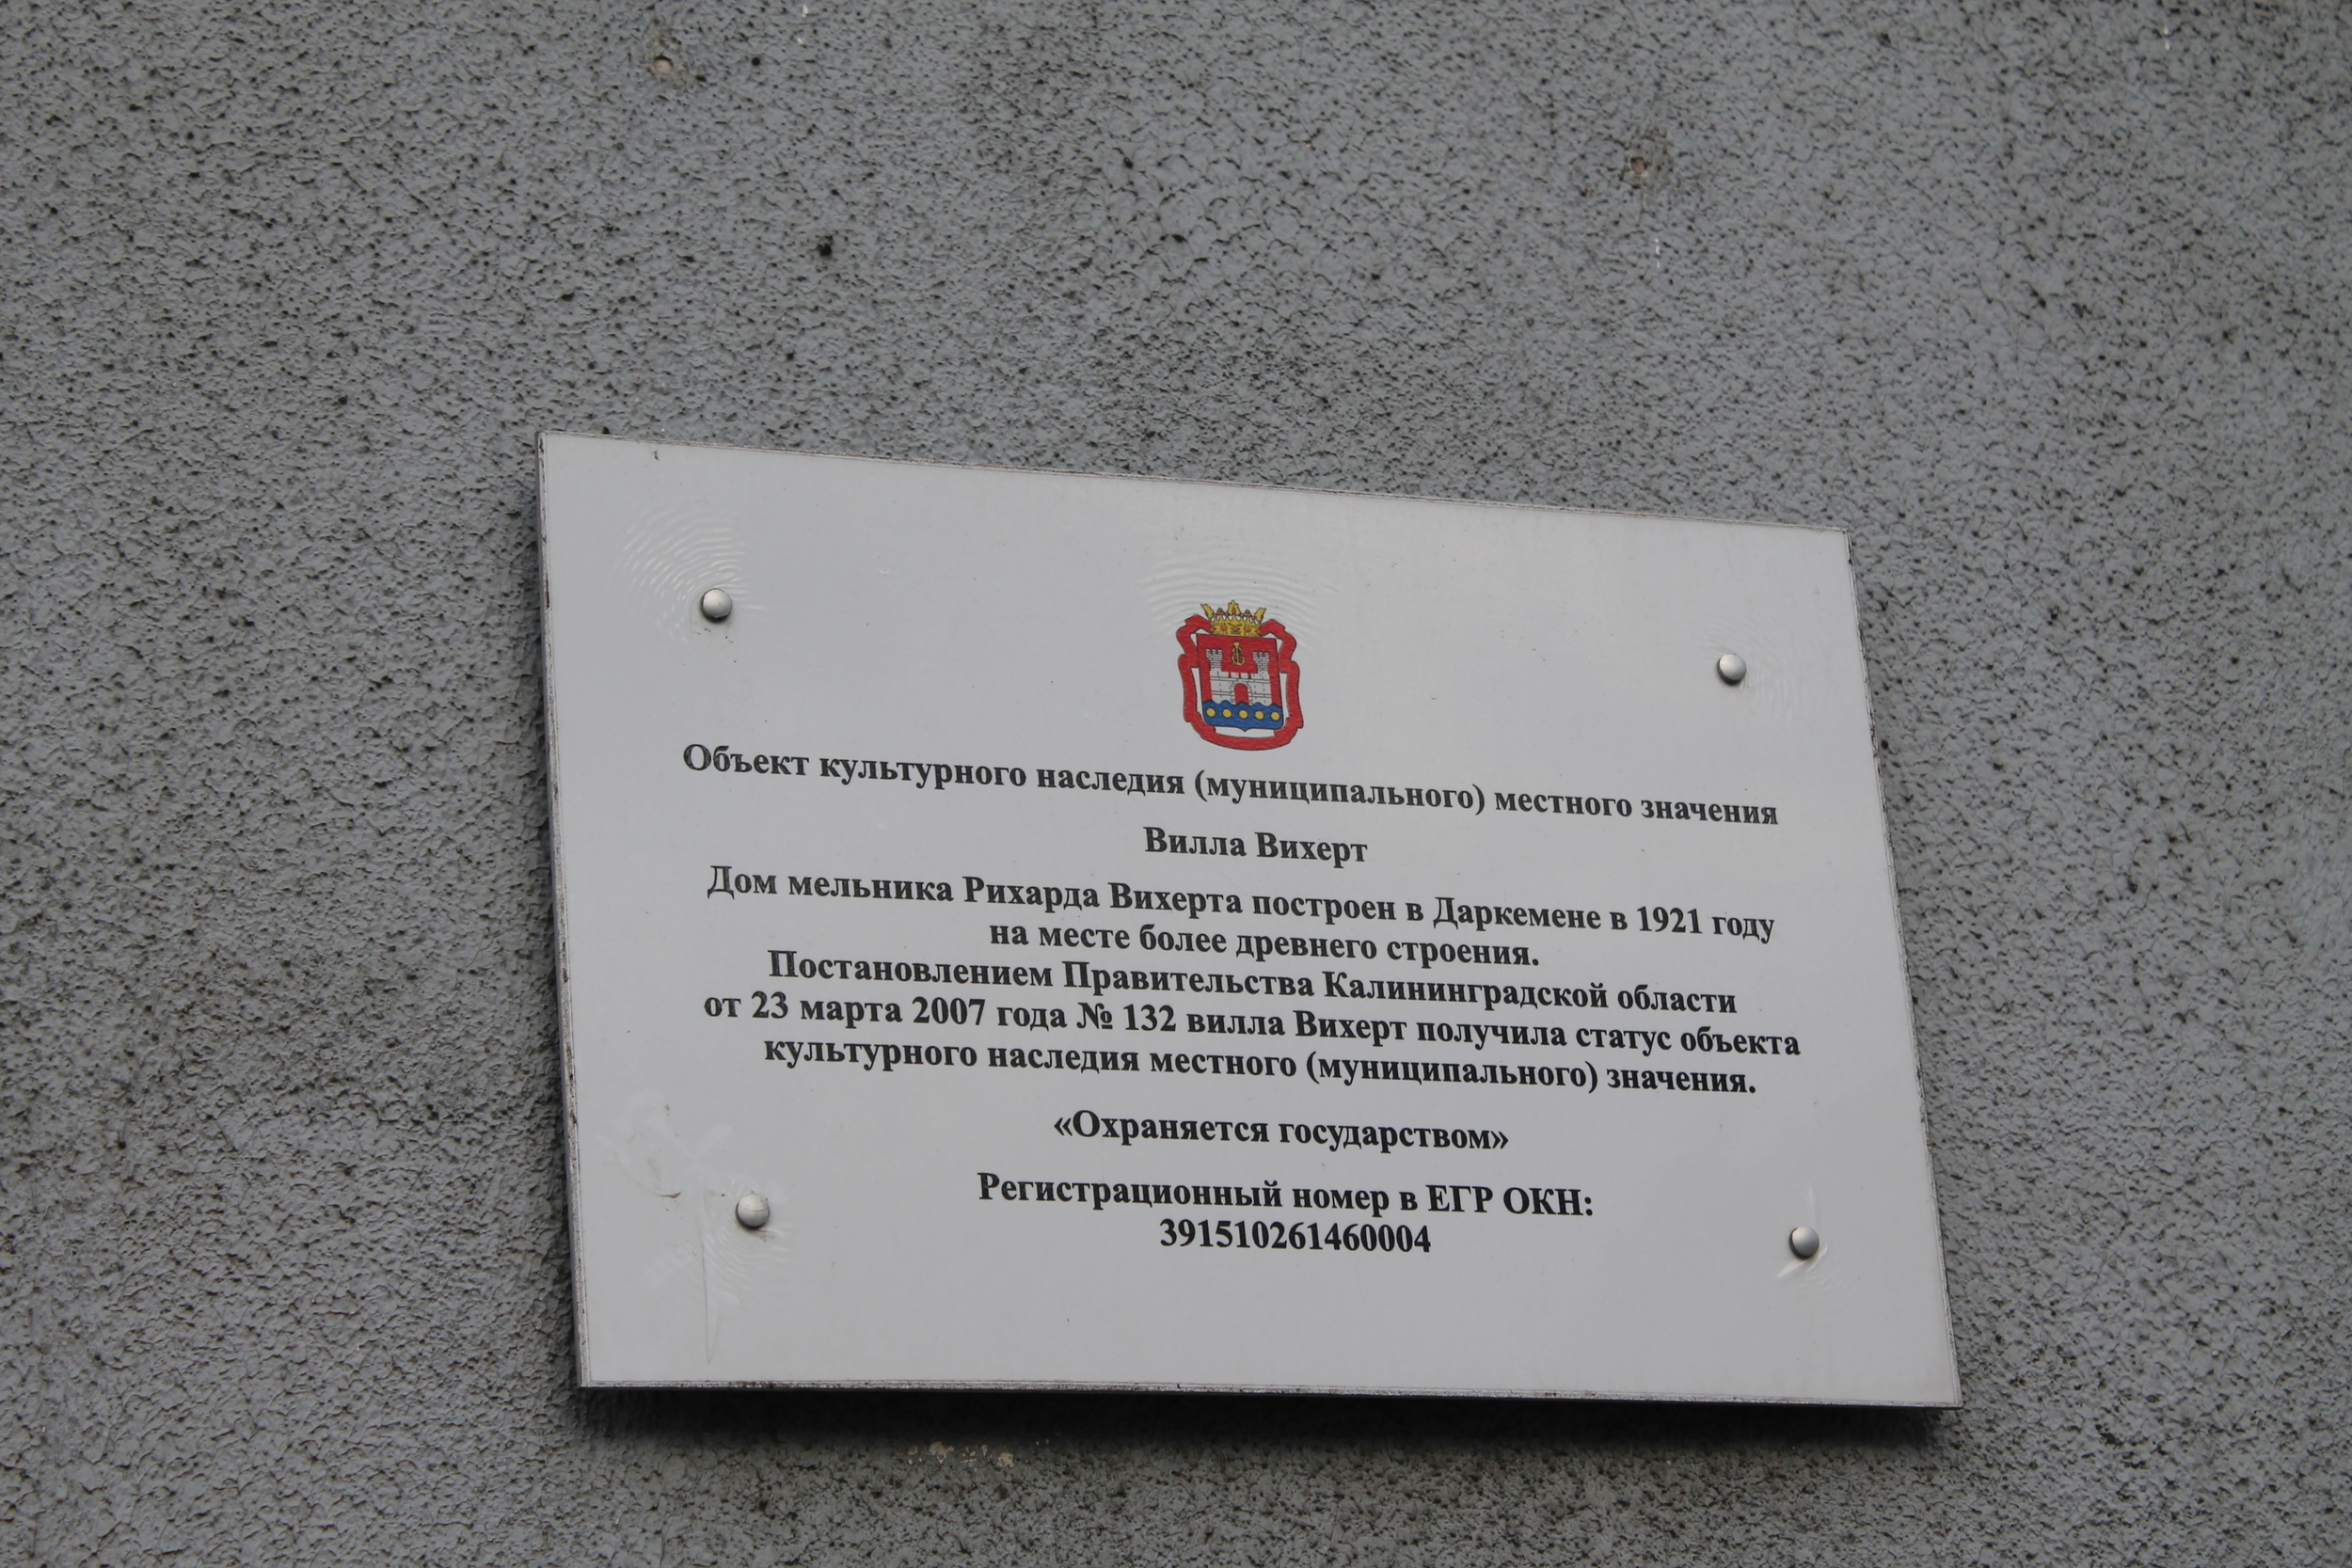 Объект культурного наследия (муниципального) местного значения
Вилла Вихерт
Дом мельника Рихарда Вихерта построен в Даркемене в 1921 году
на месте более древнего строения.
Постановлением Правительства Калининградской области
от 23 марта 2007 года № 132 вилла Вихерт получила статус объекта
культурного наследия местного (муниципального) значения.
«Охраняется государством»
Регистрационный номер в ЕГР ОКН:
391510261460004